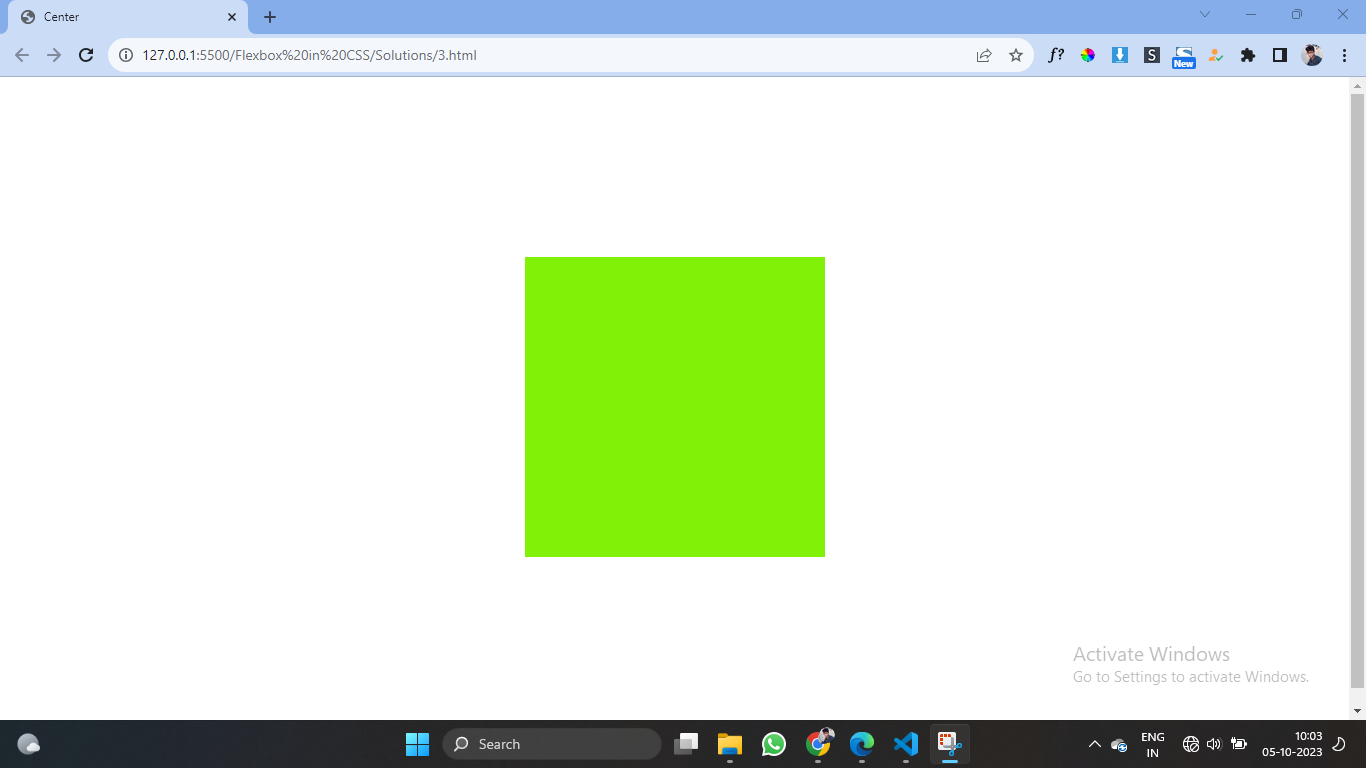 Center
127.0.0.1:5500/Flexbox%20in%20CSS/Solutions/3.html
f?
S
S
New
Activate Windows
Go to Settings to activate Windows.
Search
ENG
IN
10:03
05-10-2023